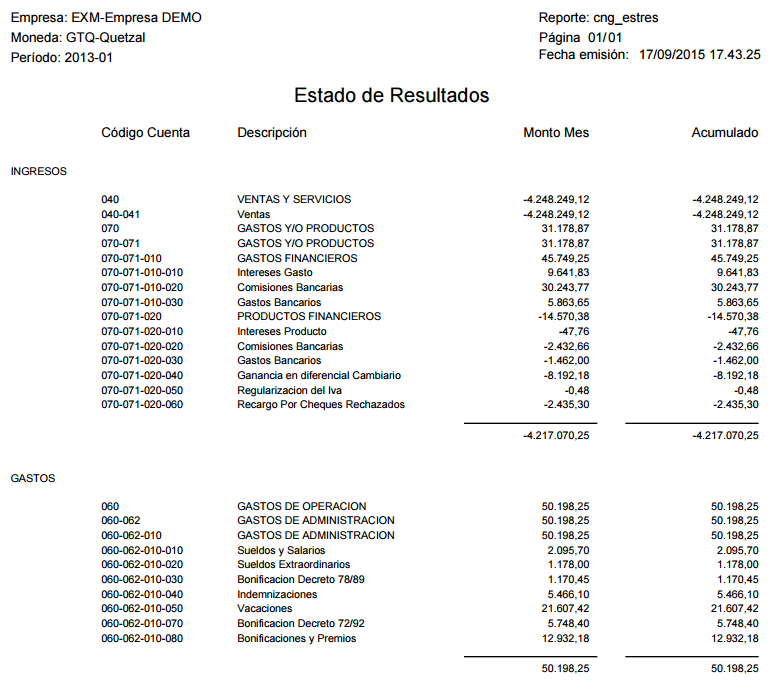 Empresa: EXM-Empresa DEMO Reporte: cng_estres
Moneda: GTQ-Quetzal Página 01/01
Período: 2013-01 Fecha emisión: 17/09/2015 17.43.25
Estado de Resultados
Código Cuenta Descripción Monto Mes Acumulado
INGRESOS
040 VENTAS Y SERVICIOS -4.248.249,12 -4.248.249,12
040-041 Ventas -4.248.249,12 -4.248.249,12
070 GASTOS Y/O PRODUCTOS 31.178,87 31.178,87
070-071 GASTOS Y/O PRODUCTOS 31.178,87 31.178,87
070-071-010 GASTOS FINANCIEROS 45.749,25 45.749,25
070-071-010-010 Intereses Gasto 9.641,83 9.641,83
070-071-010-020 Comisiones Bancarias 30.243,77 30.243,77
070-071-010-030 Gastos Bancarios 5.863,65 5.863,65
070-071-020 PRODUCTOS FINANCIEROS -14.570,38 -14.570,38
070-071-020-010 Intereses Producto -47,76 -47,76
070-071-020-020 Comisiones Bancarias -2.432,66 -2.432,66
070-071-020-030 Gastos Bancarios -1.462,00 -1.462,00
070-071-020-040 Ganancia en diferencial Cambiario -8.192,18 -8.192,18
070-071-020-050 Regularizacion del Iva -0,48 -0,48
070-071-020-060 Recargo Por Cheques Rechazados -2.435,30 -2.435,30
-4.217.070,25 -4.217.070,25
GASTOS
060 GASTOS DE OPERACION 50.198,25 50.198,25
060-062 GASTOS DE ADMINISTRACION 50.198,25 50.198,25
060-062-010 GASTOS DE ADMINISTRACION 50.198,25 50.198,25
060-062-010-010 Sueldos y Salarios 2.095,70 2.095,70
060-062-010-020 Sueldos Extraordinarios 1.178,00 1.178,00
060-062-010-030 Bonificacion Decreto 78/89 1.170,45 1.170,45
060-062-010-040 Indemnizaciones 5.466,10 5.466,10
060-062-010-050 Vacaciones 21.607,42 21.607,42
060-062-010-070 Bonificacion Decreto 72/92 5.748,40 5.748,40
060-062-010-080 Bonificaciones y Premios 12.932,18 12.932,18
50.198,25 50.198,25